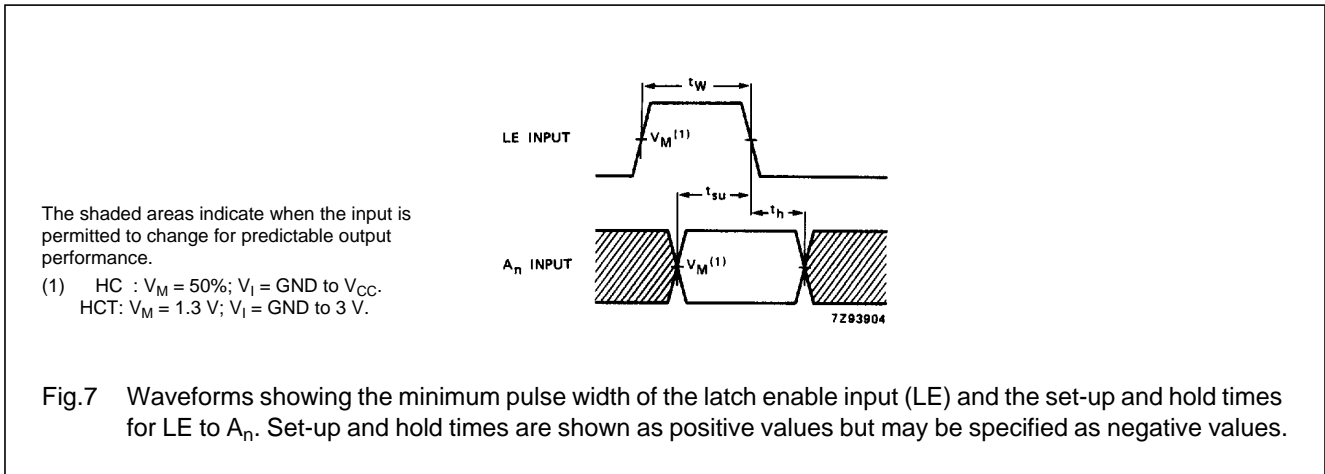 t_W
LE INPUT
V_M (1)
t_su
t_h
A_n INPUT
V_M (1)
7Z93904
The shaded areas indicate when the input is
permitted to change for predictable output
performance.
(1) HC : V_M = 50%; V_I = GND to V_CC.
HCT: V_M = 1.3 V; V_I = GND to 3 V.
Fig.7 Waveforms showing the minimum pulse width of the latch enable input (LE) and the set-up and hold times
for LE to A_n. Set-up and hold times are shown as positive values but may be specified as negative values.